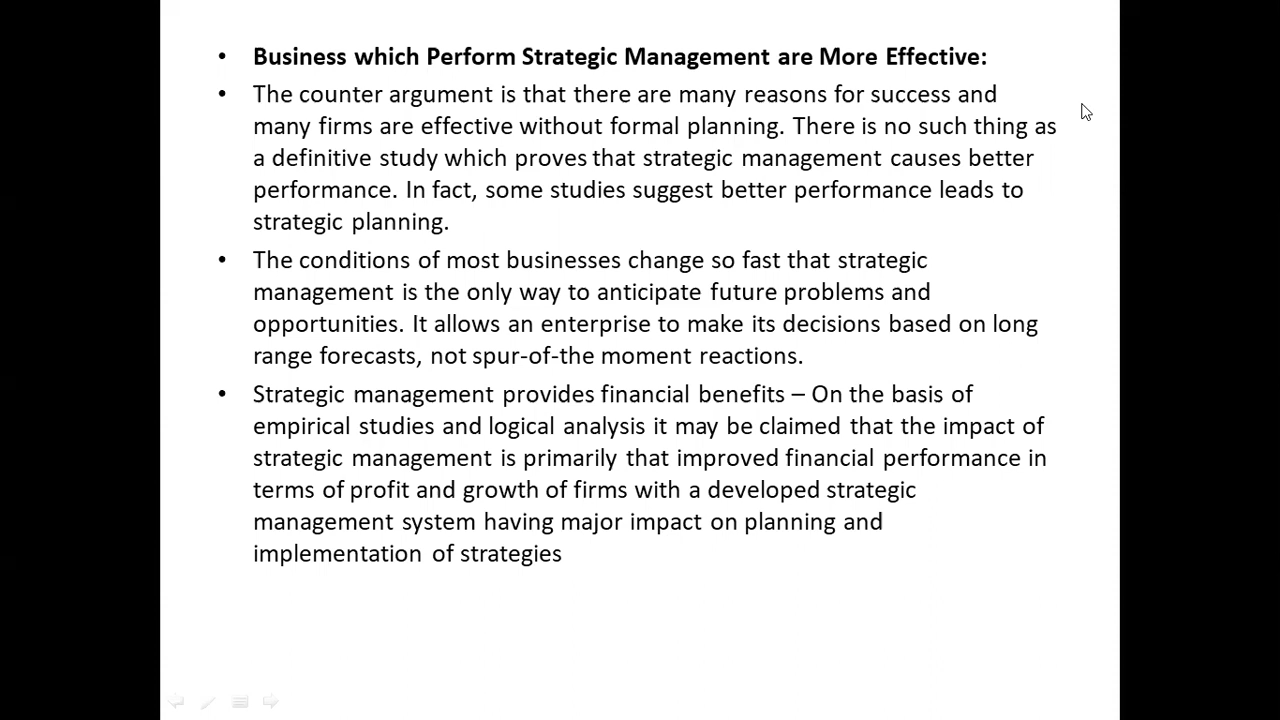 • Business which Perform Strategic Management are More Effective:
• The counter argument is that there are many reasons for success and
many firms are effective without formal planning. There is no such thing as
a definitive study which proves that strategic management causes better
performance. In fact, some studies suggest better performance leads to
strategic planning.
• The conditions of most businesses change so fast that strategic
management is the only way to anticipate future problems and
opportunities. It allows an enterprise to make its decisions based on long
range forecasts, not spur-of-the moment reactions.
• Strategic management provides financial benefits – On the basis of
empirical studies and logical analysis it may be claimed that the impact of
strategic management is primarily that improved financial performance in
terms of profit and growth of firms with a developed strategic
management system having major impact on planning and
implementation of strategies